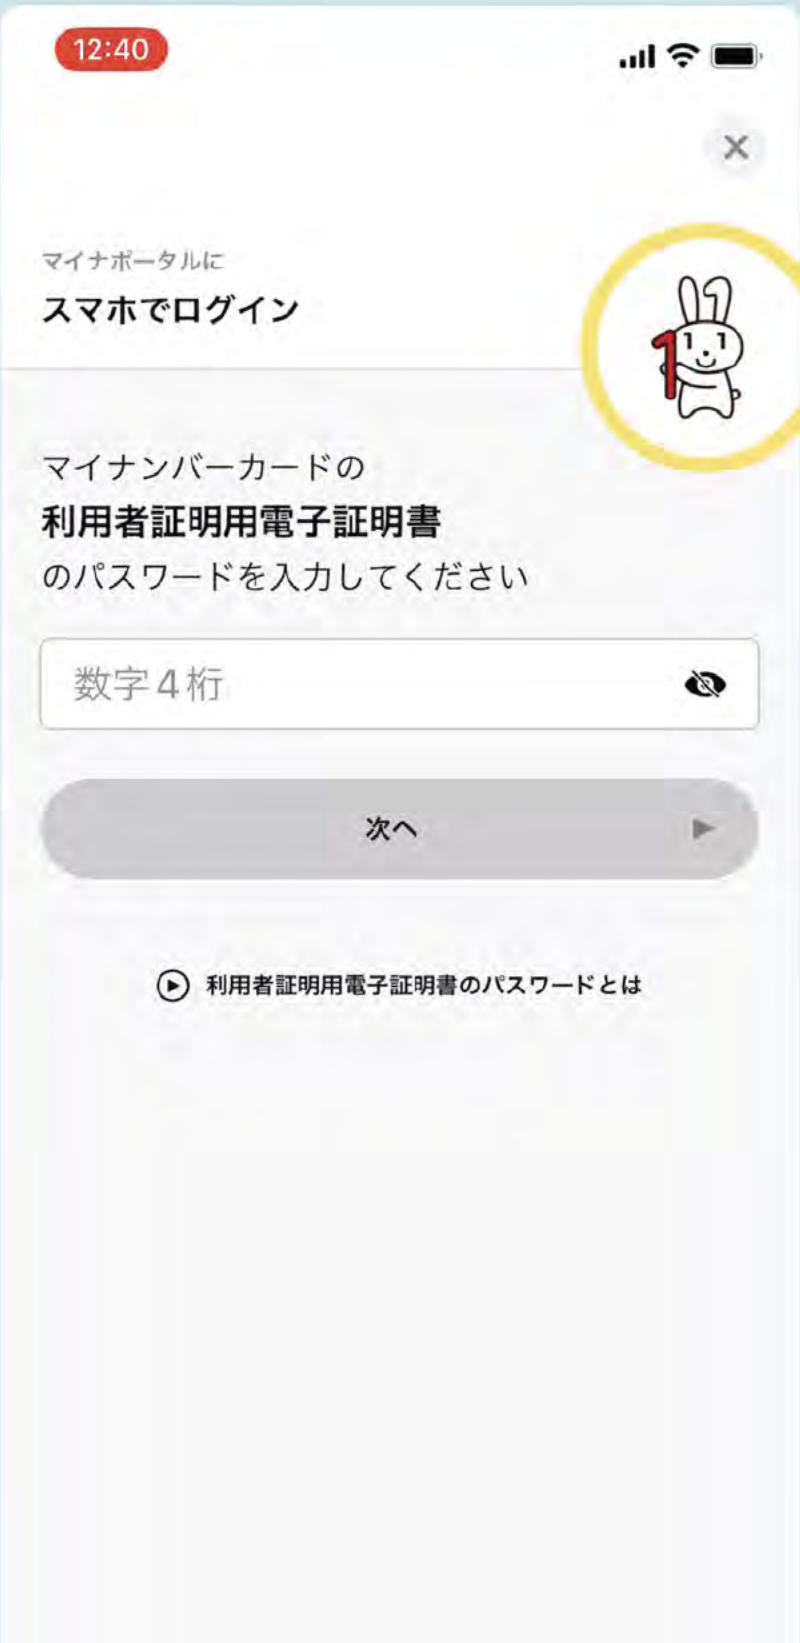 12:40
マイナポータルに
スマホでログイン
マイナンバーカードの
利用者証明用電子証明書
のパスワードを入力してください
数字4桁
次へ
利用者証明用電子証明書のパスワードとは